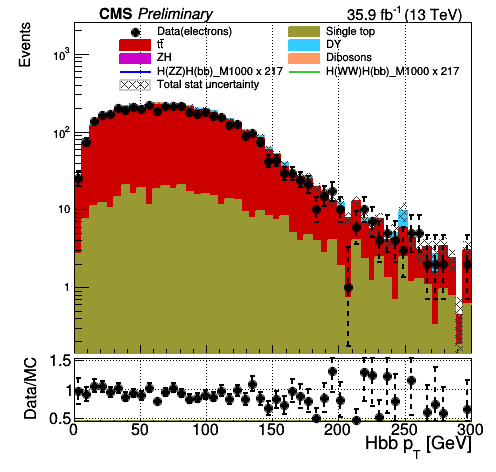 CMS Preliminary 35.9 fb⁻¹ (13 TeV)
Data(electrons) Single top
tt̄ DY
ZH Dibosons
H(ZZ)H(bb)_M1000 x 217 H(WW)H(bb)_M1000 x 217
Total stat uncertainty
Events
10³
10²
10
1
Data/MC
1.5
1.0
0.5
0 50 100 150 200 250 300
Hbb p_T [GeV]